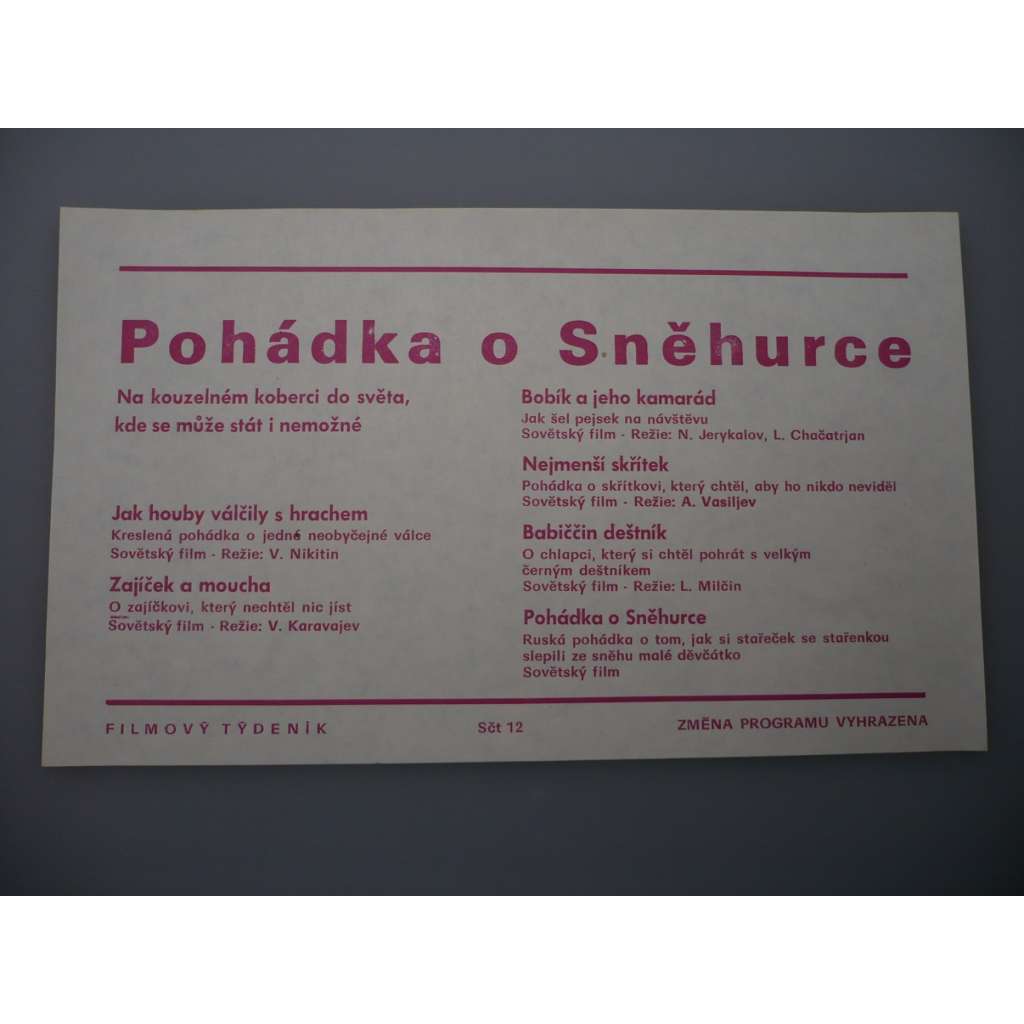 Pohádka o Sněhurce
Na kouzelném koberci do světa,
kde se může stát i nemožné
Jak houby válčily s hrachem
Kreslená pohádka o jedné neobyčejné válce
Sovětský film - Režie: V. Nikitin
Zajíček a moucha
O zajíčkovi, který nechtěl nic jíst
Sovětský film - Režie: V. Karavajev
Bobík a jeho kamarád
Jak šel pejsek na návštěvu
Sovětský film - Režie: N. Jerykalov, L. Chačatrjan
Nejmenší skřítek
Pohádka o skřítkovi, který chtěl, aby ho nikdo neviděl
Sovětský film - Režie: A. Vasiljev
Babiččin deštník
O chlapci, který si chtěl pohrát s velkým
černým deštníkem
Sovětský film - Režie: L. Milčin
Pohádka o Sněhurce
Ruská pohádka o tom, jak si stařeček se stařenkou
slepili ze sněhu malé děvčátko
Sovětský film
FILMOVÝ TÝDENÍK
Sčt 12
ZMĚNA PROGRAMU VYHRAZENA